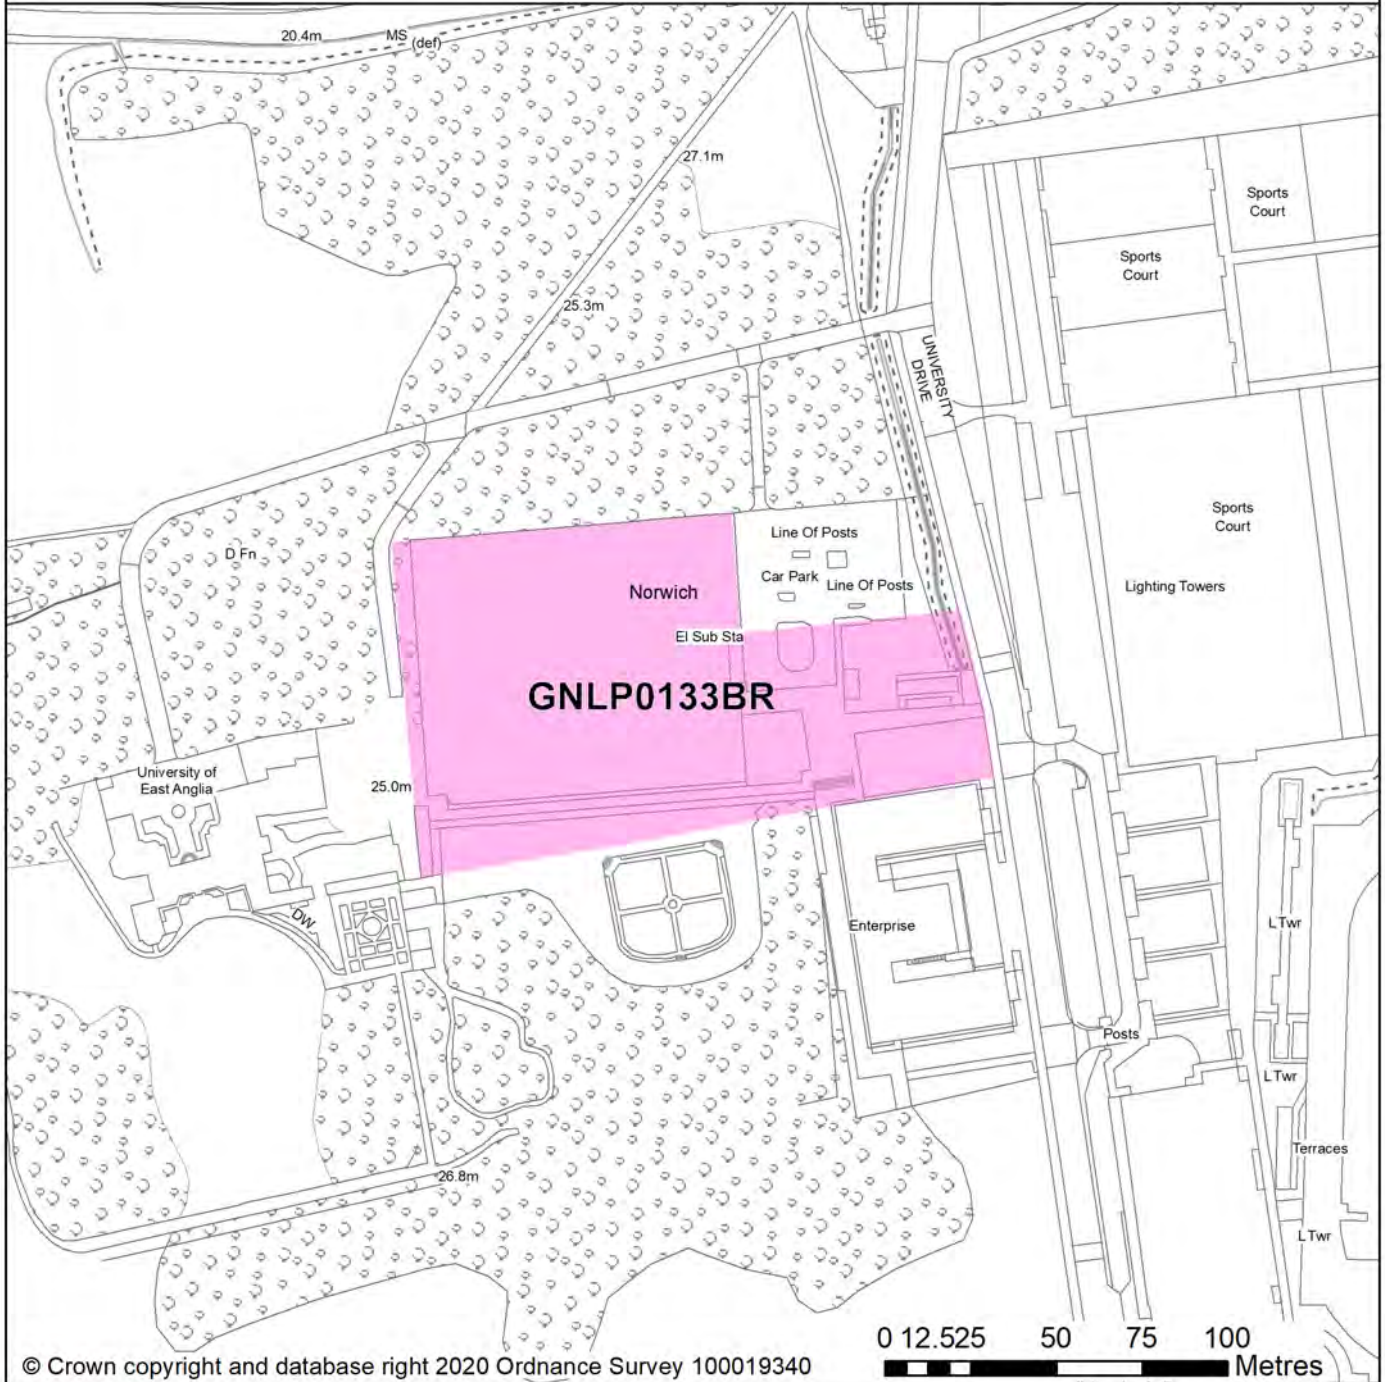 20.4m
MS
(def)
27.1m
Sports
Court
Sports
Court
25.3m
UNIVERSITY
DRIVE
Sports
Court
Line Of Posts
D Fn
Car Park
Line Of Posts
Lighting Towers
Norwich
El Sub Sta
GNLP0133BR
University of
East Anglia
25.0m
DW
Enterprise
L Twr
Posts
L Twr
Terraces
26.8m
L Twr
0 12.525 50 75 100
Metres
© Crown copyright and database right 2020 Ordnance Survey 100019340